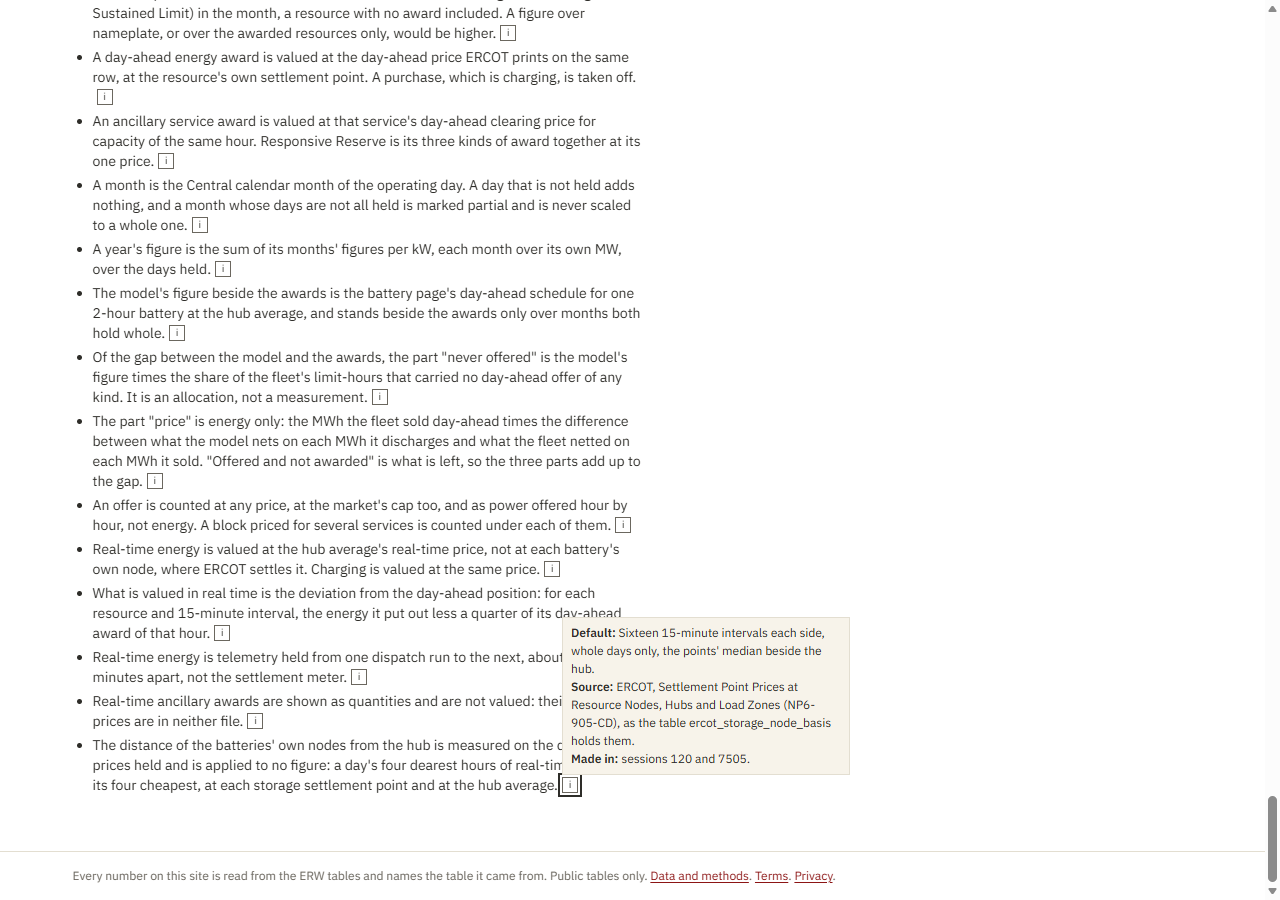 Sustained Limit) in the month, a resource with no award included. A figure over
nameplate, or over the awarded resources only, would be higher. i
A day-ahead energy award is valued at the day-ahead price ERCOT prints on the same
row, at the resource's own settlement point. A purchase, which is charging, is taken off.
i
An ancillary service award is valued at that service's day-ahead clearing price for
capacity of the same hour. Responsive Reserve is its three kinds of award together at its
one price. i
A month is the Central calendar month of the operating day. A day that is not held adds
nothing, and a month whose days are not all held is marked partial and is never scaled
to a whole one. i
A year's figure is the sum of its months' figures per kW, each month over its own MW,
over the days held. i
The model's figure beside the awards is the battery page's day-ahead schedule for one
2-hour battery at the hub average, and stands beside the awards only over months both
hold whole. i
Of the gap between the model and the awards, the part "never offered" is the model's
figure times the share of the fleet's limit-hours that carried no day-ahead offer of any
kind. It is an allocation, not a measurement. i
The part "price" is energy only: the MWh the fleet sold day-ahead times the difference
between what the model nets on each MWh it discharges and what the fleet netted on
each MWh it sold. "Offered and not awarded" is what is left, so the three parts add up to
the gap. i
An offer is counted at any price, at the market's cap too, and as power offered hour by
hour, not energy. A block priced for several services is counted under each of them. i
Real-time energy is valued at the hub average's real-time price, not at each battery's
own node, where ERCOT settles it. Charging is valued at the same price. i
What is valued in real time is the deviation from the day-ahead position: for each
resource and 15-minute interval, the energy it put out less a quarter of its day-ahead
award of that hour. i
Real-time energy is telemetry held from one dispatch run to the next, about
minutes apart, not the settlement meter. i
Real-time ancillary awards are shown as quantities and are not valued:
prices are in neither file. i
The distance of the batteries' own nodes from the hub is measured on the
prices held and is applied to no figure: a day's four dearest hours of
its four cheapest, at each storage settlement point and at the hub average. i
Default: Sixteen 15-minute intervals each side,
whole days only, the points' median beside the
hub.
Source: ERCOT, Settlement Point Prices at
Resource Nodes, Hubs and Load Zones (NP6-
905-CD), as the table ercot_storage_node_basis
holds them.
Made in: sessions 120 and 7505.
Every number on this site is read from the ERW tables and names the table it came from. Public tables only. Data and methods. Terms. Privacy.